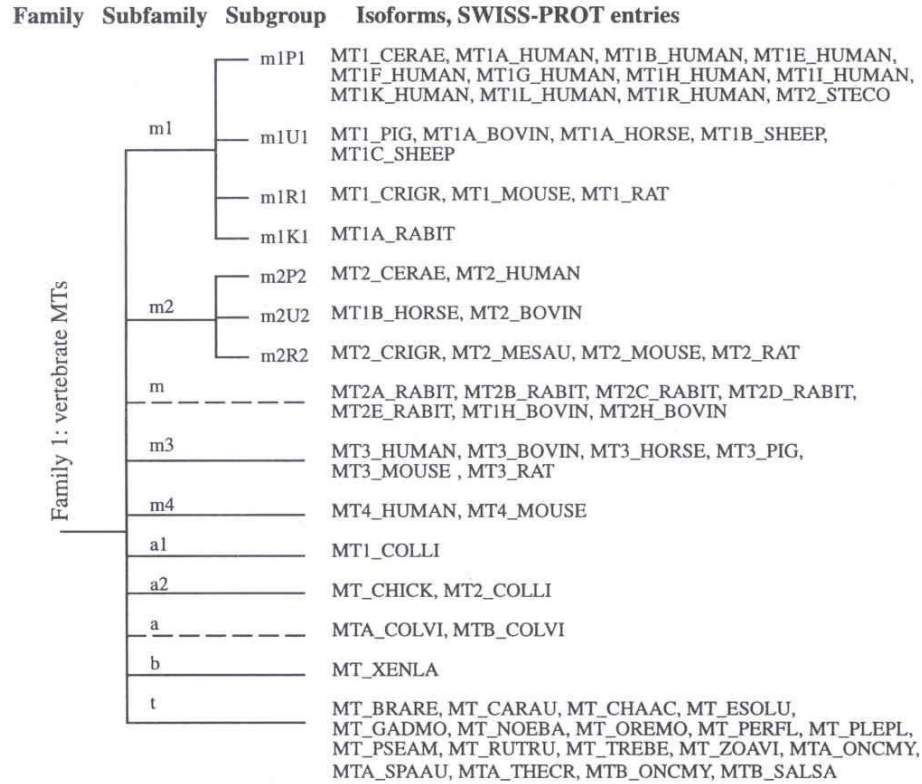 Family Subfamily Subgroup Isoforms, SWISS-PROT entries
m1P1 MT1_CERAE, MT1A_HUMAN, MT1B_HUMAN, MT1E_HUMAN,
MT1F_HUMAN, MT1G_HUMAN, MT1H_HUMAN, MT1I_HUMAN,
MT1K_HUMAN, MT1L_HUMAN, MT1R_HUMAN, MT2_STECO
m1
m1U1 MT1_PIG, MT1A_BOVIN, MT1A_HORSE, MT1B_SHEEP,
MT1C_SHEEP
m1R1 MT1_CRIGR, MT1_MOUSE, MT1_RAT
m1K1 MT1A_RABIT
m2P2 MT2_CERAE, MT2_HUMAN
m2
m2U2 MT1B_HORSE, MT2_BOVIN
m2R2 MT2_CRIGR, MT2_MESAU, MT2_MOUSE, MT2_RAT
m MT2A_RABIT, MT2B_RABIT, MT2C_RABIT, MT2D_RABIT,
MT2E_RABIT, MT1H_BOVIN, MT2H_BOVIN
m3 MT3_HUMAN, MT3_BOVIN, MT3_HORSE, MT3_PIG,
MT3_MOUSE , MT3_RAT
m4 MT4_HUMAN, MT4_MOUSE
a1 MT1_COLLI
a2 MT_CHICK, MT2_COLLI
a MTA_COLVI, MTB_COLVI
b MT_XENLA
t MT_BRARE, MT_CARAU, MT_CHAAC, MT_ESOLU,
MT_GADMO, MT_NOEBA, MT_OREMO, MT_PERFL, MT_PLEPL,
MT_PSEAM, MT_RUTRU, MT_TREBE, MT_ZOAVI, MTA_ONCMY,
MTA_SPAAU, MTA_THECR, MTB_ONCMY, MTB_SALSA
Family 1: vertebrate MTs